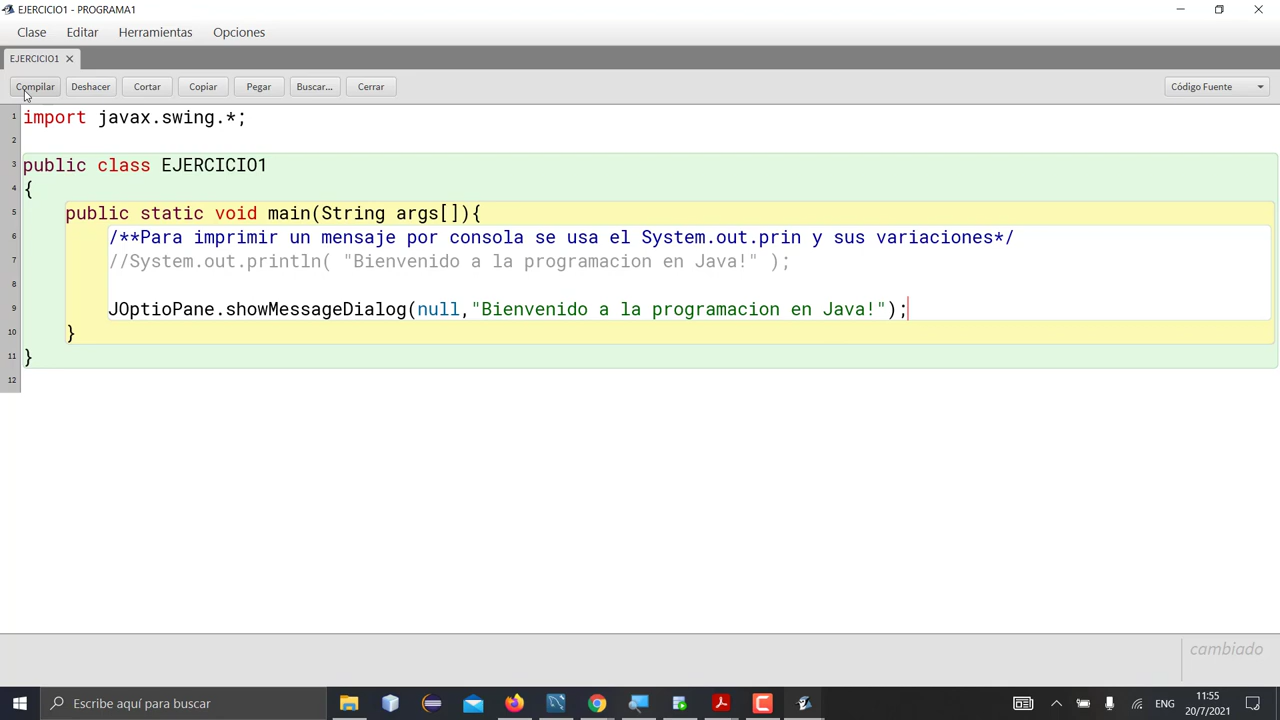 EJERCICIO1 - PROGRAMA1
Clase Editar Herramientas Opciones
EJERCICIO1
Compilar Deshacer Cortar Copiar Pegar Buscar... Cerrar Código Fuente
1 import javax.swing.*;
2
3 public class EJERCICIO1
4 {
5 public static void main(String args[]){
6 /**Para imprimir un mensaje por consola se usa el System.out.prin y sus variaciones*/
7 //System.out.println( "Bienvenido a la programacion en Java!" );
8
9 JOptioPane.showMessageDialog(null,"Bienvenido a la programacion en Java!");
10 }
11 }
12
cambiado
Escribe aquí para buscar
ENG
11:55
20/7/2021